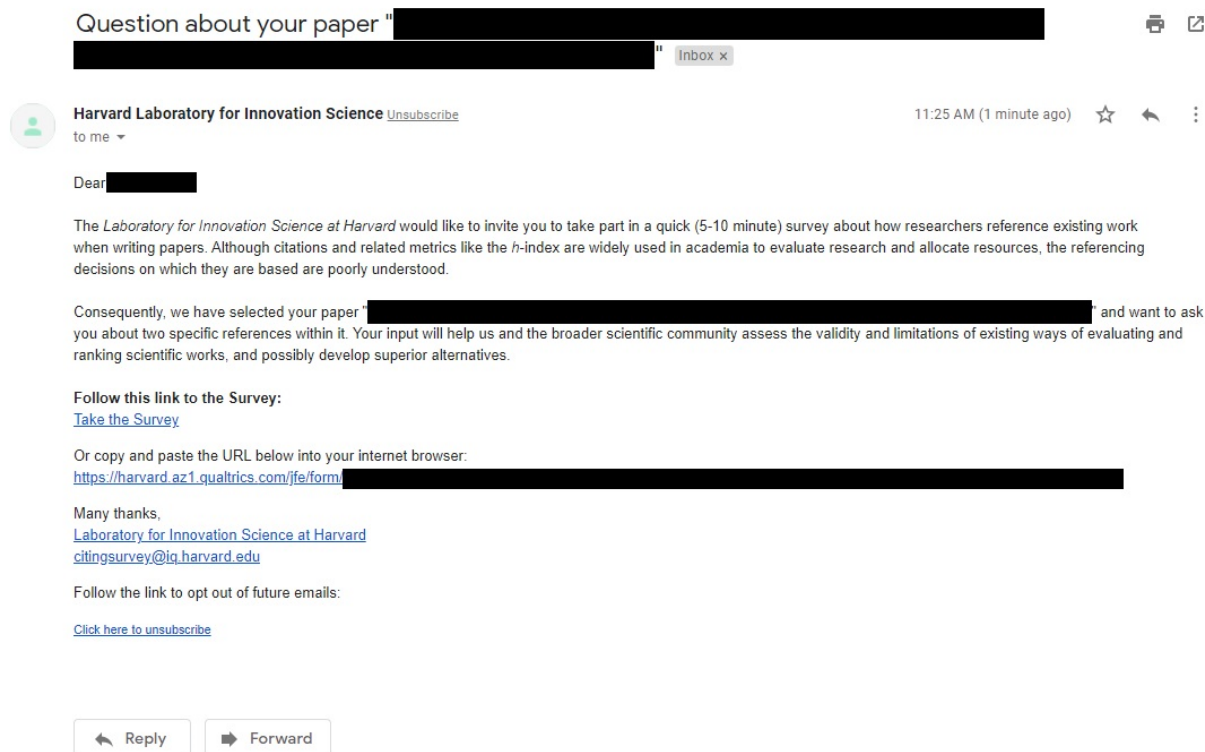 Question about your paper "
" Inbox x
Harvard Laboratory for Innovation Science Unsubscribe 11:25 AM (1 minute ago)
to me
Dear
The Laboratory for Innovation Science at Harvard would like to invite you to take part in a quick (5-10 minute) survey about how researchers reference existing work
when writing papers. Although citations and related metrics like the h-index are widely used in academia to evaluate research and allocate resources, the referencing
decisions on which they are based are poorly understood.
Consequently, we have selected your paper " " and want to ask
you about two specific references within it. Your input will help us and the broader scientific community assess the validity and limitations of existing ways of evaluating and
ranking scientific works, and possibly develop superior alternatives.
Follow this link to the Survey:
Take the Survey
Or copy and paste the URL below into your internet browser:
https://harvard.az1.qualtrics.com/jfe/form/
Many thanks,
Laboratory for Innovation Science at Harvard
citingsurvey@iq.harvard.edu
Follow the link to opt out of future emails:
Click here to unsubscribe
Reply Forward